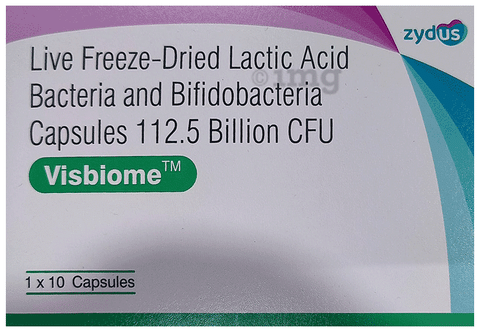 zydus
Live Freeze-Dried Lactic Acid
Bacteria and Bifidobacteria
Capsules 112.5 Billion CFU
Visbiome™
1 x 10 Capsules